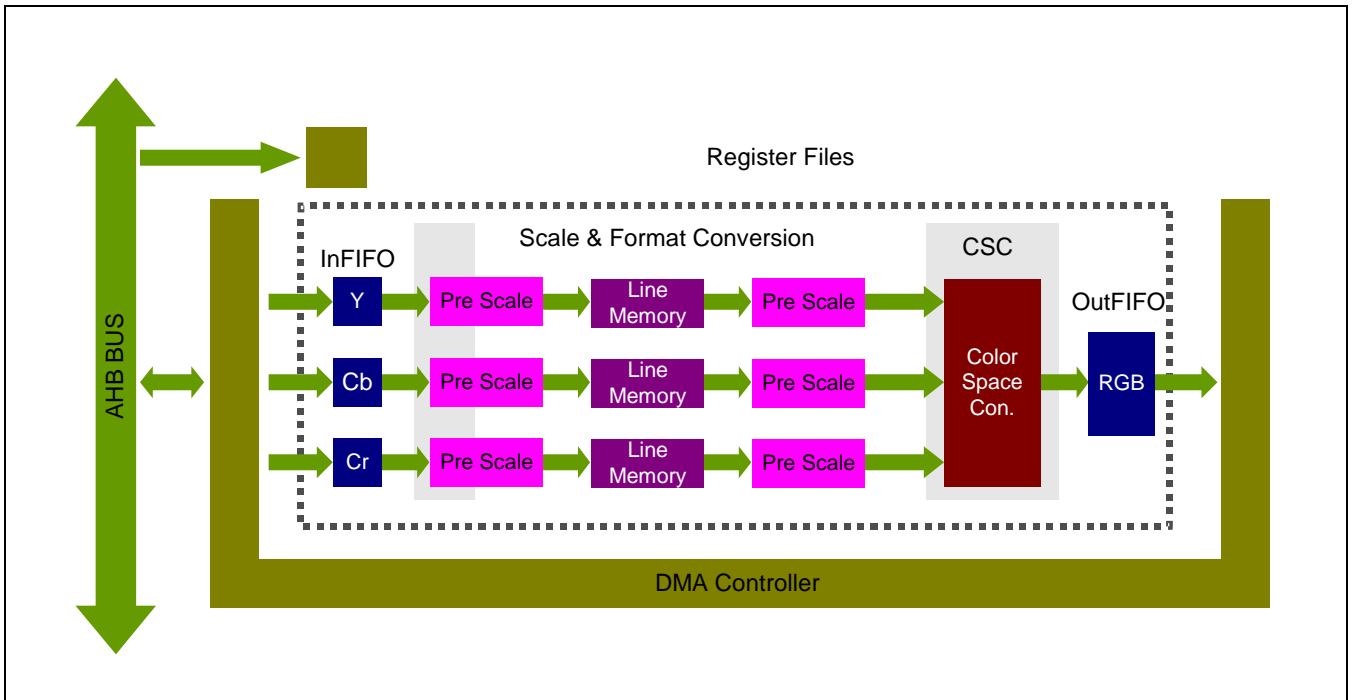 Register Files
Scale & Format Conversion
CSC
InFIFO
OutFIFO
AHB BUS
Y
Pre Scale
Line
Memory
Pre Scale
Cb
Pre Scale
Line
Memory
Pre Scale
Color
Space
Con.
RGB
Cr
Pre Scale
Line
Memory
Pre Scale
DMA Controller